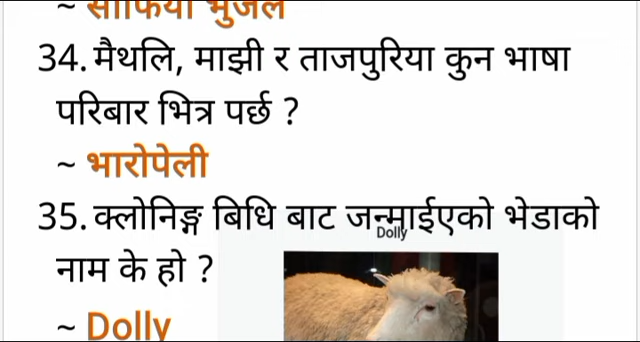 ~ सोफिया भुजेल
34. मैथलि, माझी र ताजपुरिया कुन भाषा
परिबार भित्र पर्छ ?
~ भारोपेली
35. क्लोनिङ्ग बिधि बाट जन्माईएको भेडाको
Dolly
नाम के हो ?
~ Dolly